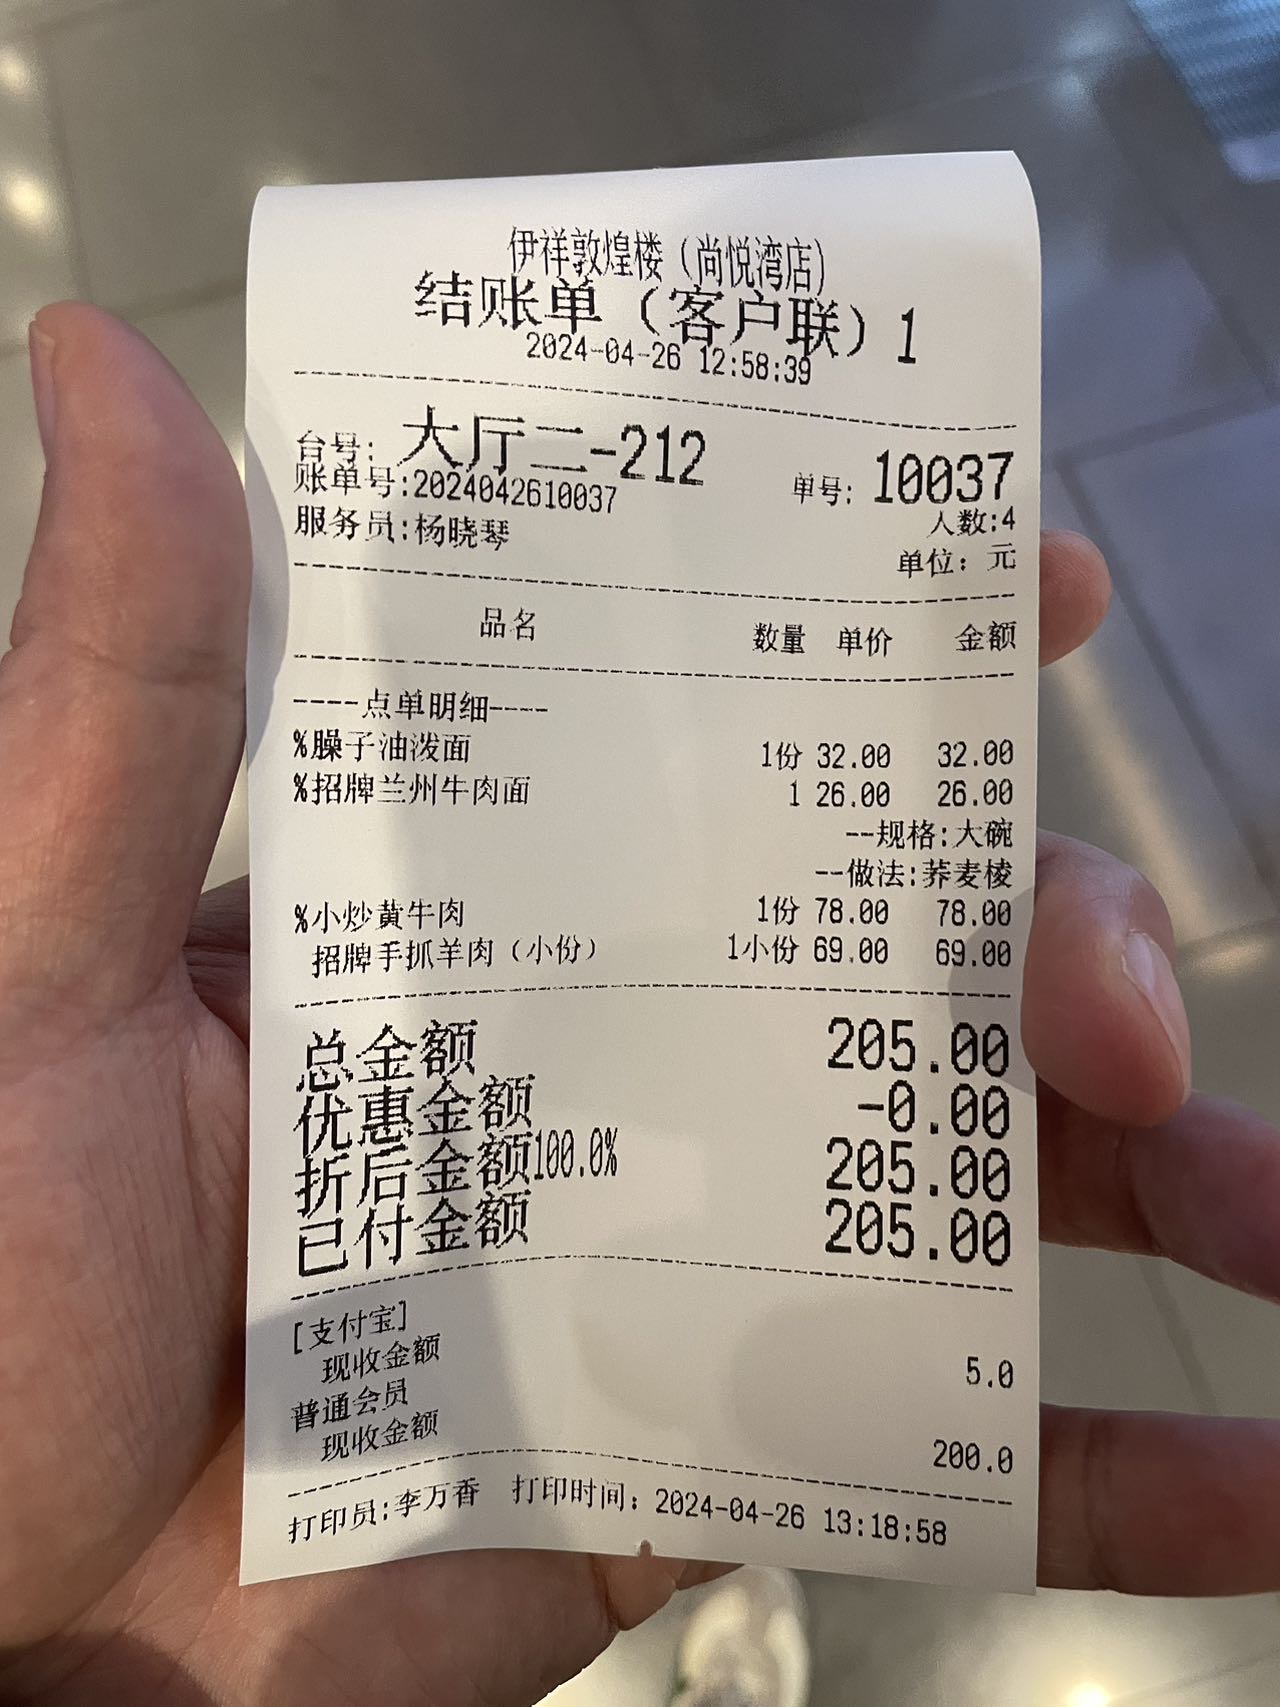 伊祥敦煌楼（尚悦湾店）
结账单（客户联）1
2024-04-26 12:58:39
台号: 大厅二-212 单号: 10037
账单号:2024042610037
服务员:杨晓琴 人数:4
单位: 元
品名 数量 单价 金额
----点单明细----
%臊子油泼面 1份 32.00 32.00
%招牌兰州牛肉面 1 26.00 26.00
--规格:大碗
--做法:荞麦棱
%小炒黄牛肉 1份 78.00 78.00
招牌手抓羊肉（小份） 1小份 69.00 69.00
总金额 205.00
优惠金额 -0.00
折后金额100.0% 205.00
已付金额 205.00
[支付宝]
现收金额 5.0
普通会员
现收金额 200.0
打印员:李万香 打印时间: 2024-04-26 13:18:58